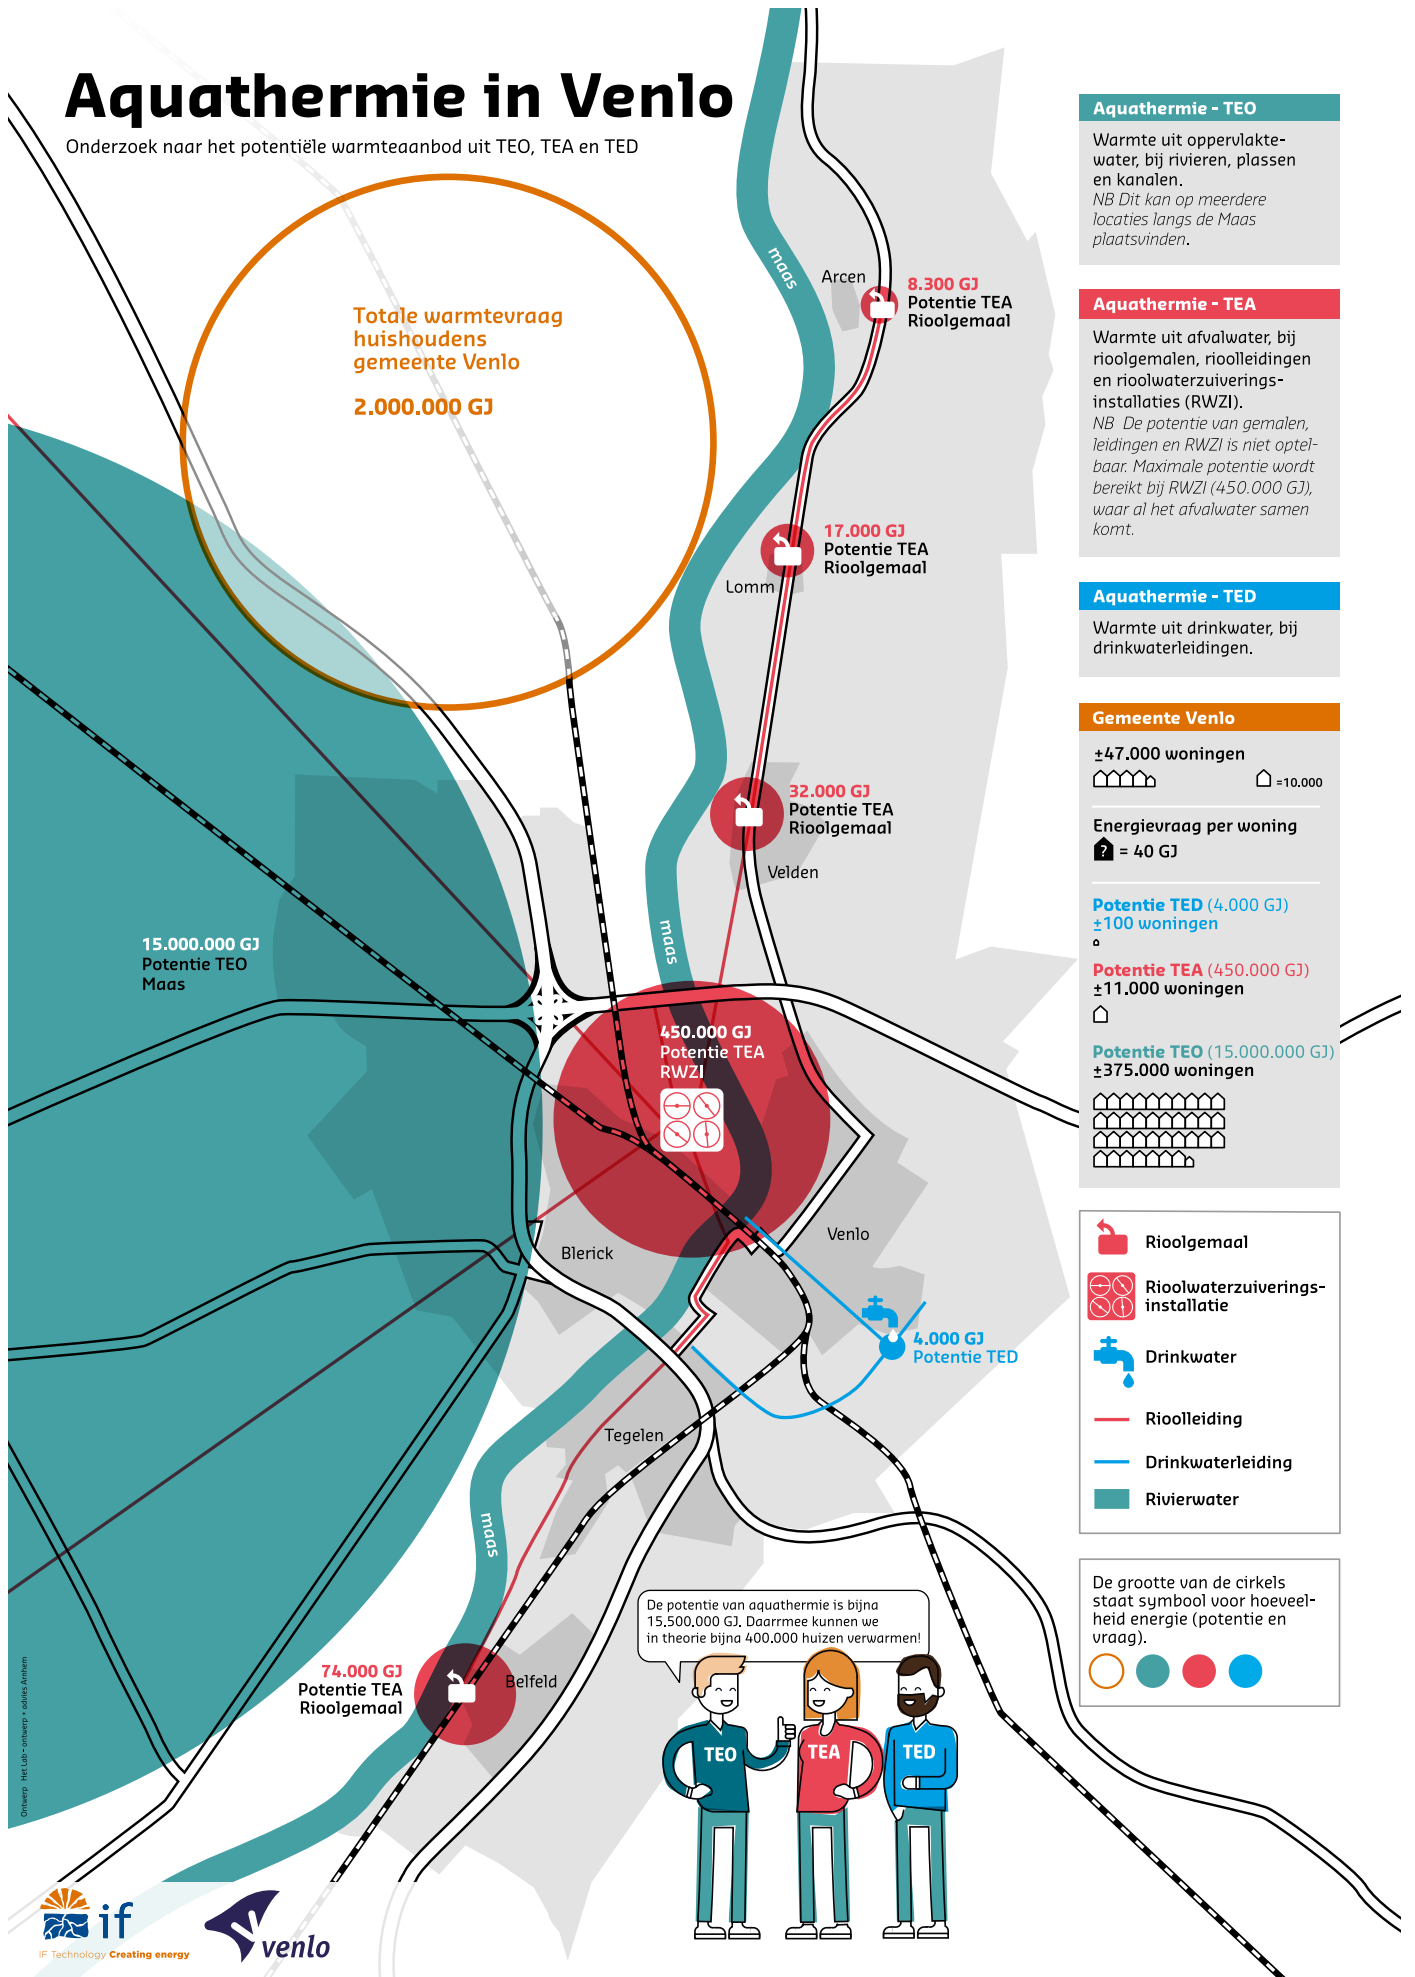 Aquathermie in Venlo
Onderzoek naar het potentiële warmteaanbod uit TEO, TEA en TED
Totale warmtevraag
huishoudens
gemeente Venlo
2.000.000 GJ
maas
Arcen
8.300 GJ
Potentie TEA
Rioolgemaal
17.000 GJ
Potentie TEA
Rioolgemaal
Lomm
32.000 GJ
Potentie TEA
Rioolgemaal
Velden
maas
15.000.000 GJ
Potentie TEO
Maas
450.000 GJ
Potentie TEA
RWZI
Blerick
Venlo
4.000 GJ
Potentie TED
Tegelen
maas
74.000 GJ
Potentie TEA
Rioolgemaal
Belfeld
De potentie van aquathermie is bijna
15.500.000 GJ. Daarrmee kunnen we
in theorie bijna 400.000 huizen verwarmen!
TEO
TEA
TED
Aquathermie - TEO
Warmte uit oppervlakte-
water, bij rivieren, plassen
en kanalen.
NB Dit kan op meerdere
locaties langs de Maas
plaatsvinden.
Aquathermie - TEA
Warmte uit afvalwater, bij
rioolgemalen, rioolleidingen
en rioolwaterzuiverings-
installaties (RWZI).
NB De potentie van gemalen,
leidingen en RWZI is niet optel-
baar. Maximale potentie wordt
bereikt bij RWZI (450.000 GJ),
waar al het afvalwater samen
komt.
Aquathermie - TED
Warmte uit drinkwater, bij
drinkwaterleidingen.
Gemeente Venlo
±47.000 woningen
=10.000
Energievraag per woning
? = 40 GJ
Potentie TED (4.000 GJ)
±100 woningen
Potentie TEA (450.000 GJ)
±11.000 woningen
Potentie TEO (15.000.000 GJ)
±375.000 woningen
Rioolgemaal
Rioolwaterzuiverings-
installatie
Drinkwater
Rioolleiding
Drinkwaterleiding
Rivierwater
De grootte van de cirkels
staat symbool voor hoeveel-
heid energie (potentie en
vraag).
Ontwerp Het Lab - ontwerp + advies Arnhem
if
IF Technology Creating energy
venlo